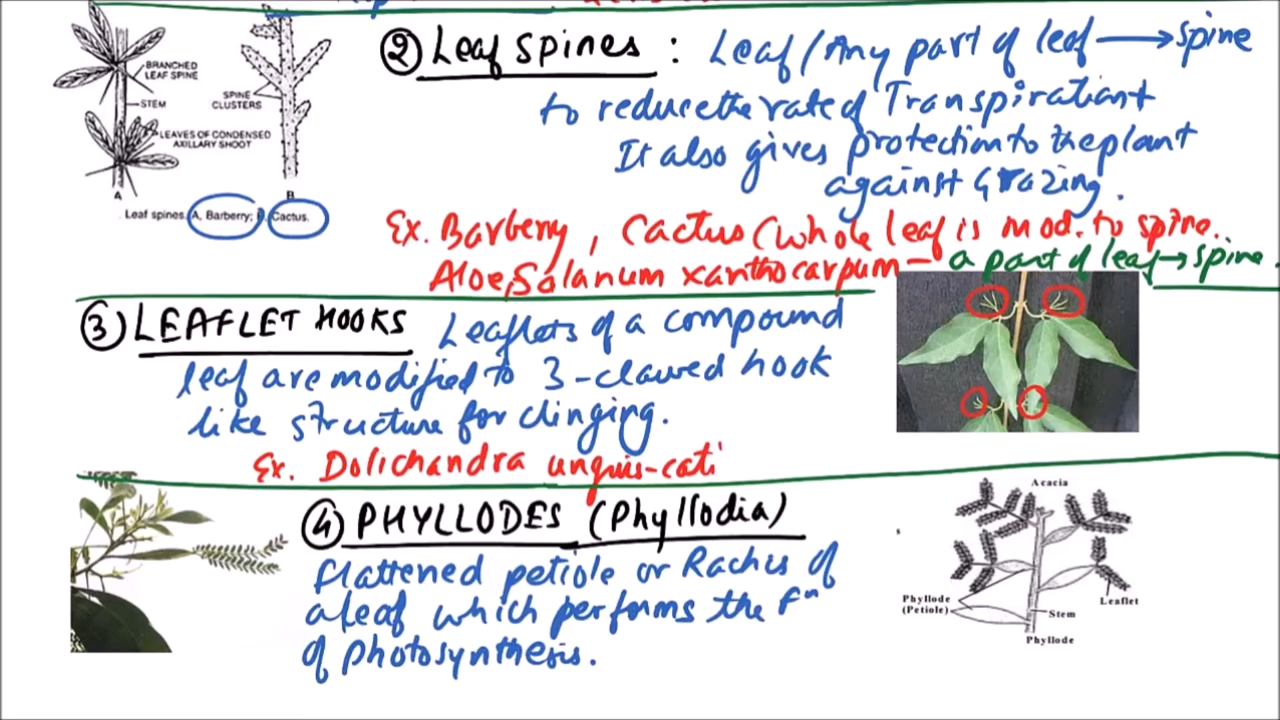 BRANCHED
LEAF SPINE
STEM
SPINE
CLUSTERS
LEAVES OF CONDENSED
AXILLARY SHOOT
A
B
Leaf spines. A, Barberry; Cactus.
② Leaf Spines : Leaf / Any part of leaf → spine
to reduce the rate of Transpiration
It also gives protection to the plant
against Grazing.
Ex. Barberry, Cactus (whole leaf is mod. to spine.
Aloe, Solanum xanthocarpum – a part of leaf → spine.
③ LEAFLET HOOKS Leaflets of a compound
leaf are modified to 3-clawed hook
like structure for clinging.
Ex. Dolichandra unguis-cati
④ PHYLLODES (Phyllodia)
flattened petiole or Rachis of
a leaf which performs the fⁿ
of photosynthesis.
Acacia
Phyllode
(Petiole)
Leaflet
Stem
Phyllode